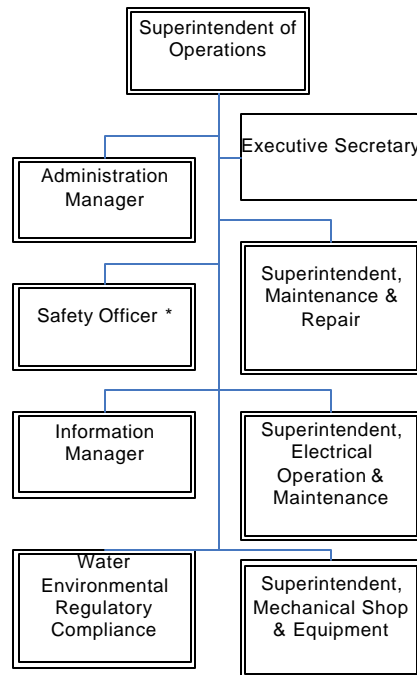 Superintendent of
Operations
Executive Secretary
Administration
Manager
Superintendent,
Maintenance &
Repair
Safety Officer *
Information
Manager
Superintendent,
Electrical
Operation &
Maintenance
Water
Environmental
Regulatory
Compliance
Superintendent,
Mechanical Shop
& Equipment